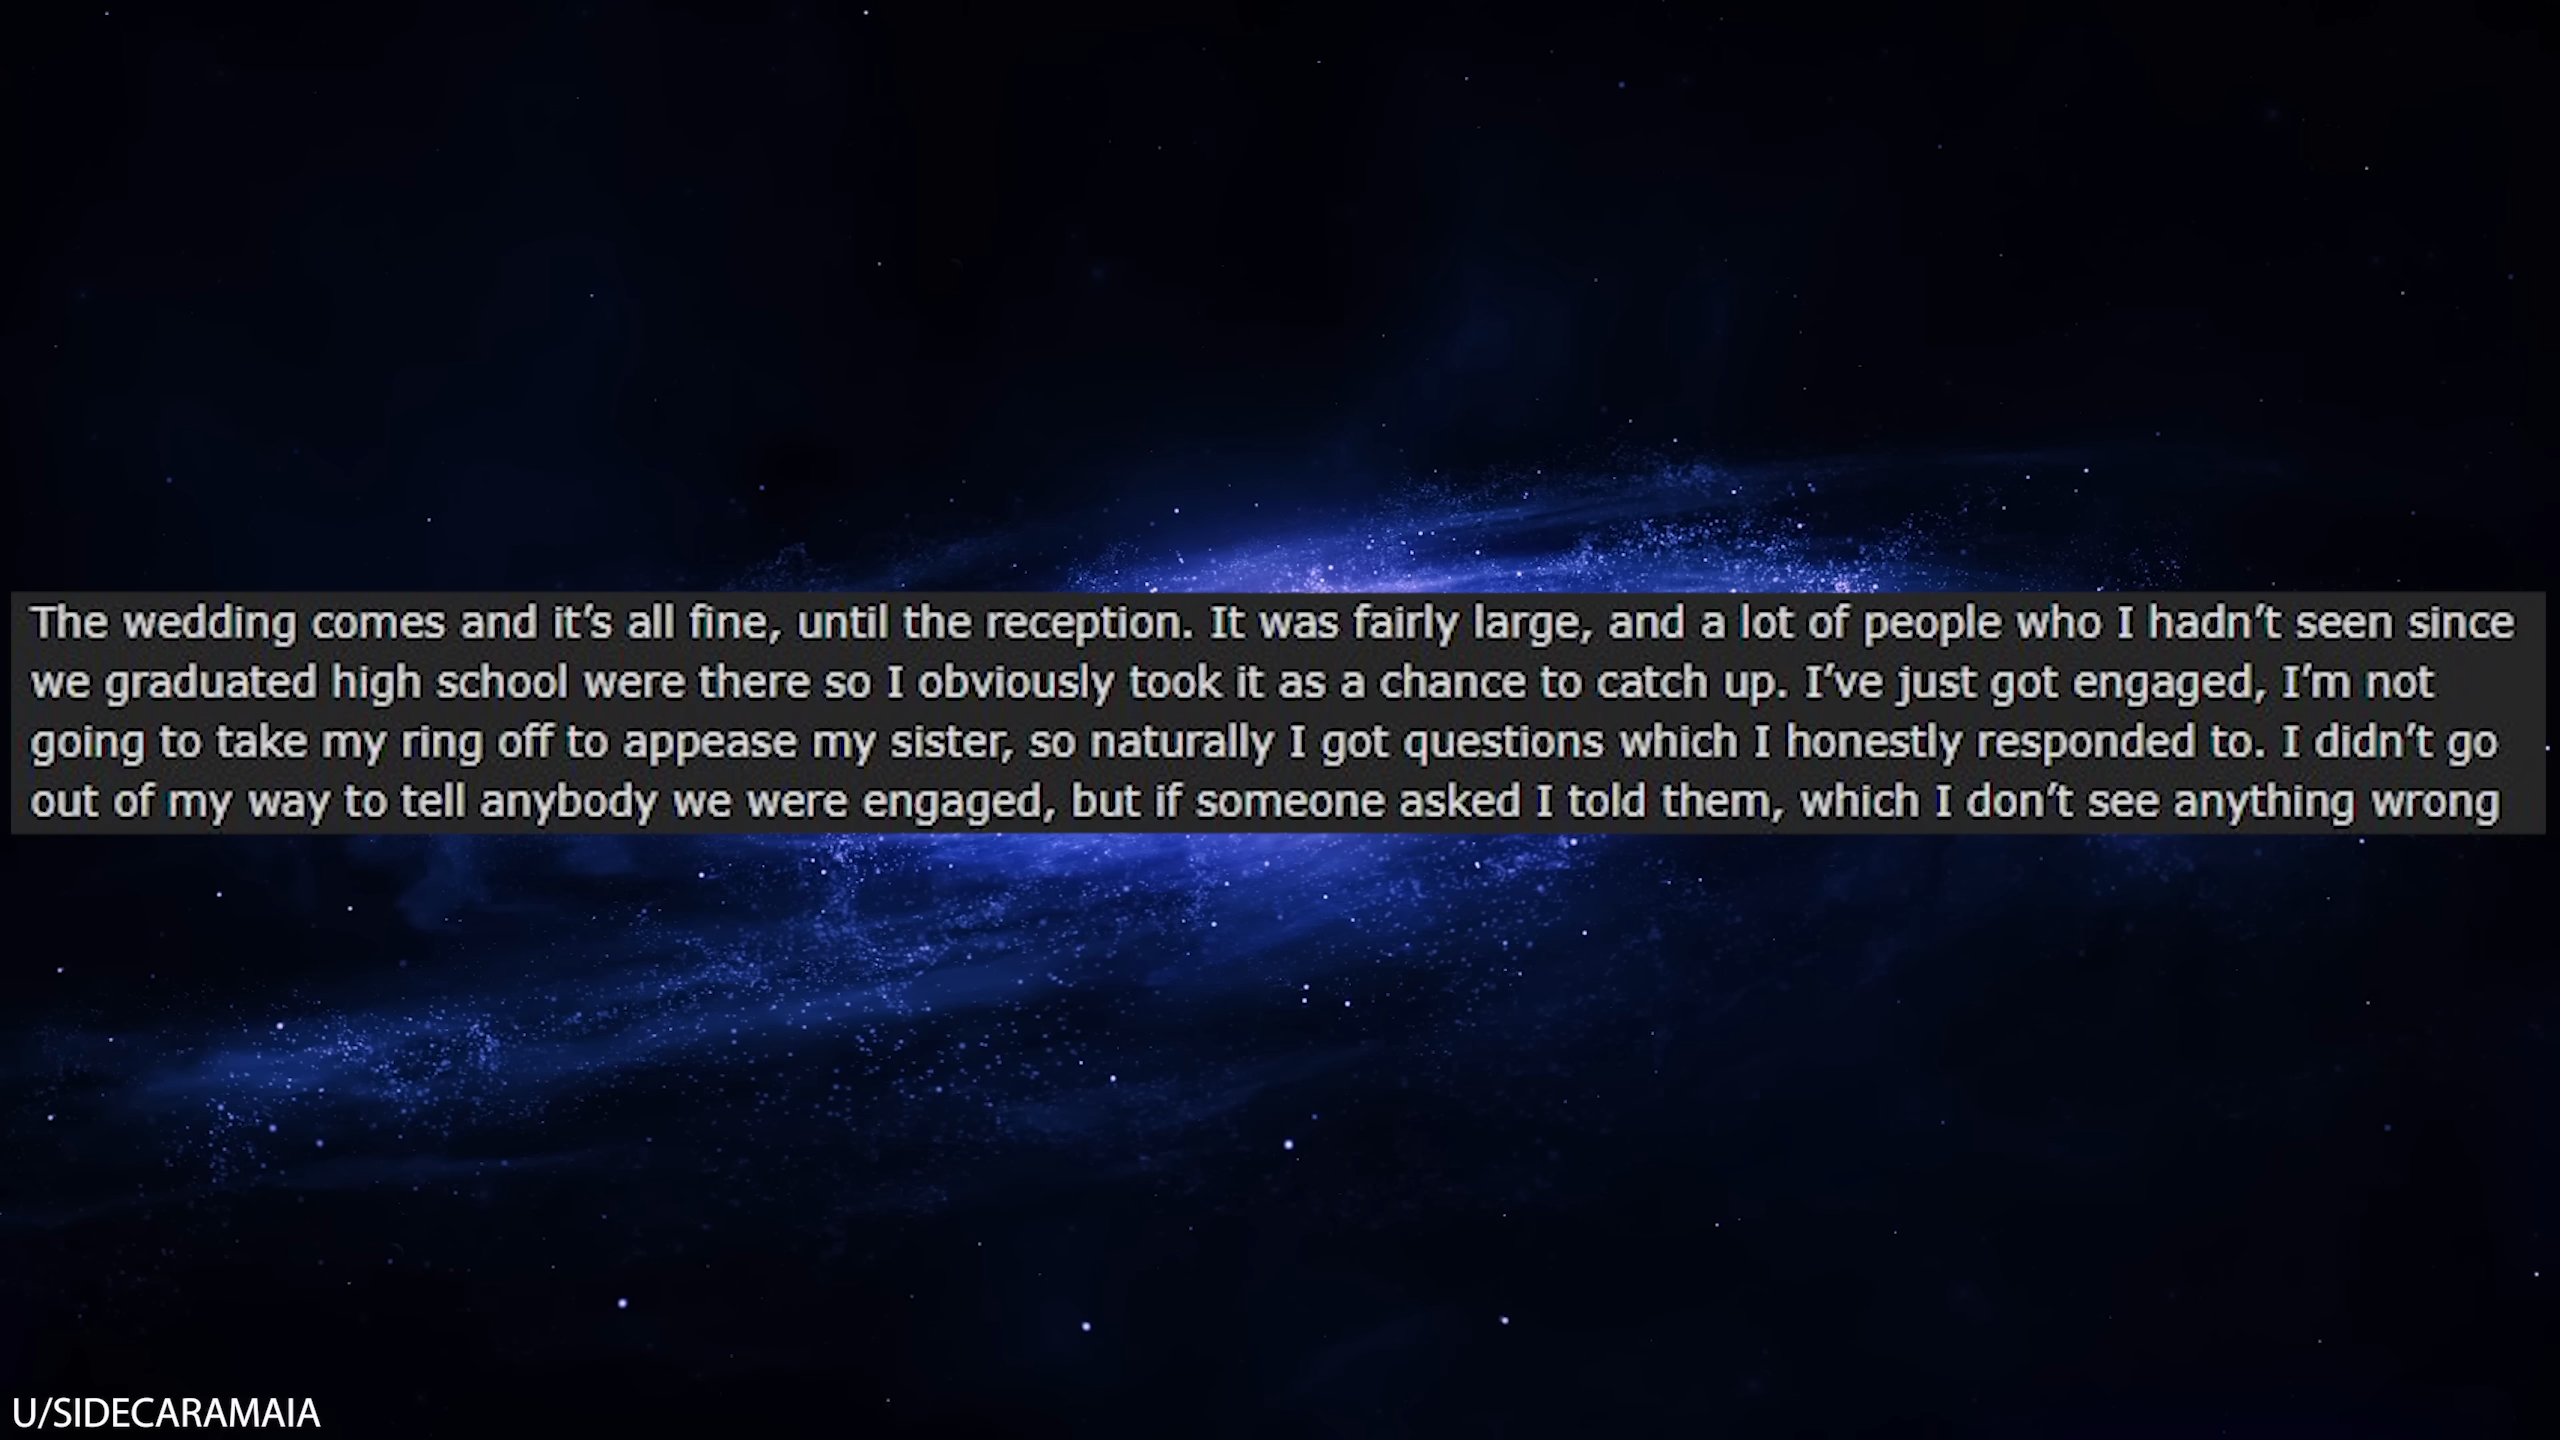 The wedding comes and it’s all fine, until the reception. It was fairly large, and a lot of people who I hadn’t seen since
we graduated high school were there so I obviously took it as a chance to catch up. I’ve just got engaged, I’m not
going to take my ring off to appease my sister, so naturally I got questions which I honestly responded to. I didn’t go
out of my way to tell anybody we were engaged, but if someone asked I told them, which I don’t see anything wrong
U/SIDECARAMAIA